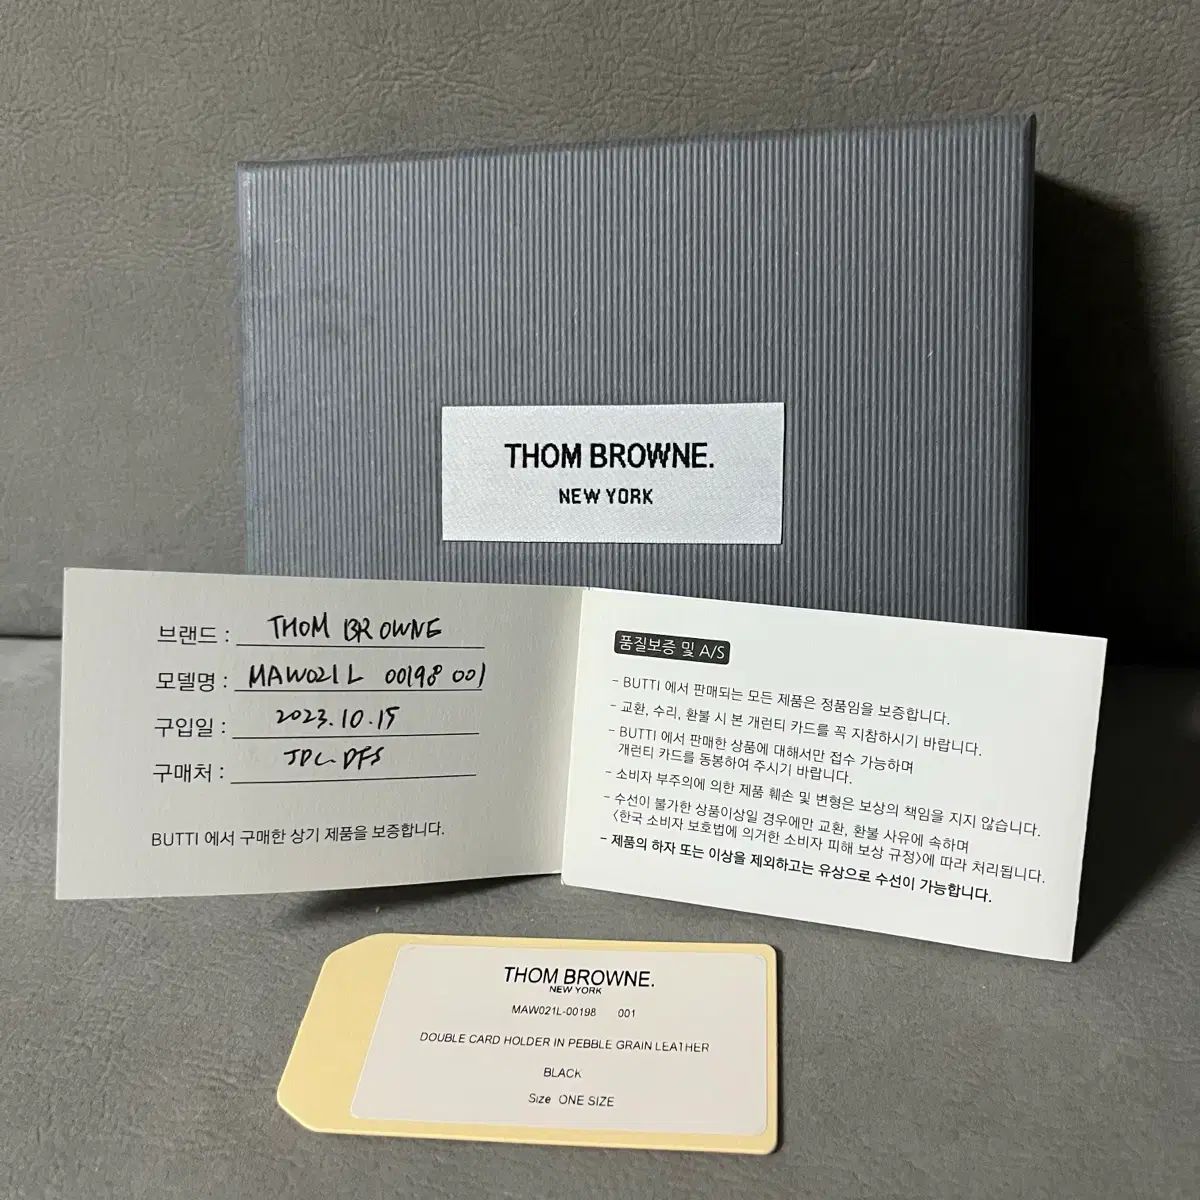 THOM BROWNE.
NEW YORK
브랜드 : THOM BROWNE
모델명 : MAW021L 00198 001
구입일 : 2023.10.15
구매처 : JDC DFS
BUTTI 에서 구매한 상기 제품을 보증합니다.
품질보증 및 A/S
- BUTTI 에서 판매되는 모든 제품은 정품임을 보증합니다.
- 교환, 수리, 환불 시 본 개런티 카드를 꼭 지참하시기 바랍니다.
- BUTTI 에서 판매한 상품에 대해서만 접수 가능하며
개런티 카드를 동봉하여 주시기 바랍니다.
- 소비자 부주의에 의한 제품 훼손 및 변형은 보상의 책임을 지지 않습니다.
- 수선이 불가한 상품이상일 경우에만 교환, 환불 사유에 속하며
<한국 소비자 보호법에 의거한 소비자 피해 보상 규정>에 따라 처리됩니다.
- 제품의 하자 또는 이상을 제외하고는 유상으로 수선이 가능합니다.
THOM BROWNE.
NEW YORK
MAW021L-00198 001
DOUBLE CARD HOLDER IN PEBBLE GRAIN LEATHER
BLACK
Size ONE SIZE